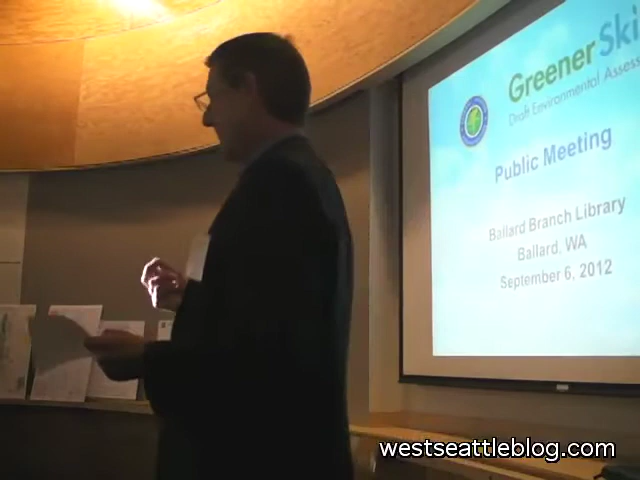 Greener Ski
Draft Environmental Assess
Public Meeting
Ballard Branch Library
Ballard, WA
September 6, 2012
westseattleblog.com